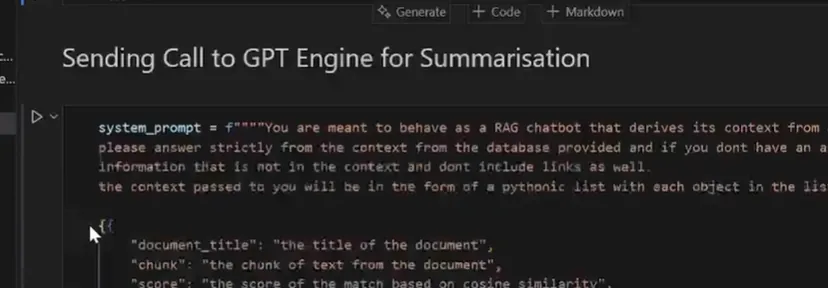 Generate + Code + Markdown
Sending Call to GPT Engine for Summarisation
c...
e...
system_prompt = f""""You are meant to behave as a RAG chatbot that derives its context from
please answer strictly from the context from the database provided and if you dont have an a
information that is not in the context and dont include links as well.
the context passed to you will be in the form of a pythonic list with each object in the lis
{{
"document_title": "the title of the document",
"chunk": "the chunk of text from the document",
"score": "the score of the match based on cosine similarity",